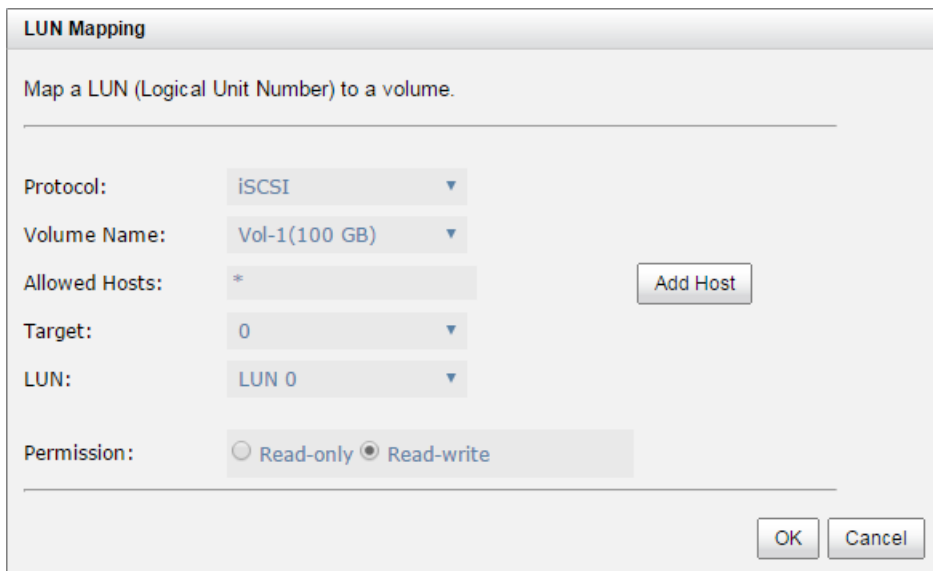 LUN Mapping
Map a LUN (Logical Unit Number) to a volume.
Protocol: iSCSI
Volume Name: Vol-1(100 GB)
Allowed Hosts: * Add Host
Target: 0
LUN: LUN 0
Permission: Read-only Read-write
OK Cancel